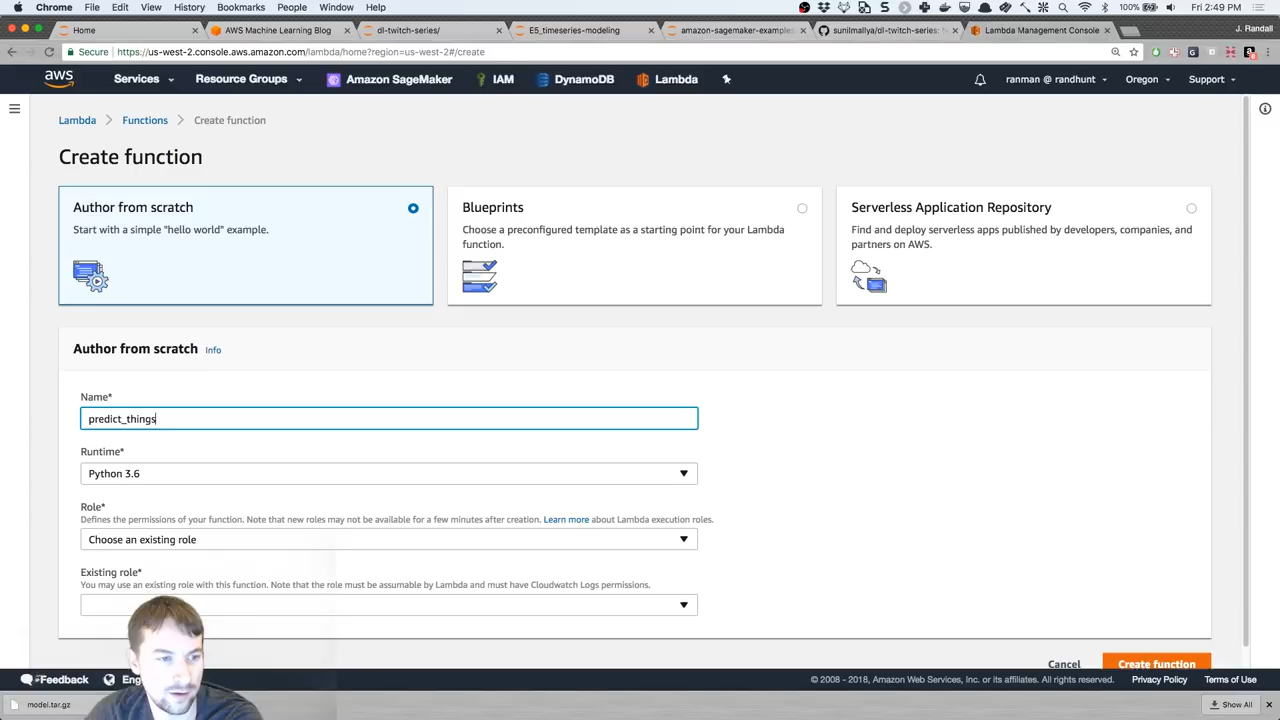 Chrome File Edit View History Bookmarks People Window Help 100% Fri 2:49 PM
Home AWS Machine Learning Blog dl-twitch-series/ E5_timeseries-modeling amazon-sagemaker-examples sunilmallya/dl-twitch-series: Lambda Management Console J. Randall
Secure https://us-west-2.console.aws.amazon.com/lambda/home?region=us-west-2#/create
aws Services Resource Groups Amazon SageMaker IAM DynamoDB Lambda ranman @ randhunt Oregon Support
Lambda Functions Create function
Create function
Author from scratch
Start with a simple "hello world" example.
Blueprints
Choose a preconfigured template as a starting point for your Lambda
function.
Serverless Application Repository
Find and deploy serverless apps published by developers, companies, and
partners on AWS.
Author from scratch Info
Name*
predict_things
Runtime*
Python 3.6
Role*
Defines the permissions of your function. Note that new roles may not be available for a few minutes after creation. Learn more about Lambda execution roles.
Choose an existing role
Existing role*
You may use an existing role with this function. Note that the role must be assumable by Lambda and must have Cloudwatch Logs permissions.
Cancel Create function
Feedback Eng © 2008 - 2018, Amazon Web Services, Inc. or its affiliates. All rights reserved. Privacy Policy Terms of Use
model.tar.gz Show All